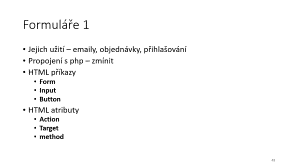 Formuláře 1
• Jejich užití – emaily, objednávky, přihlašování
• Propojení s php – zmínit
• HTML příkazy
• Form
• Input
• Button
• HTML atributy
• Action
• Target
• method